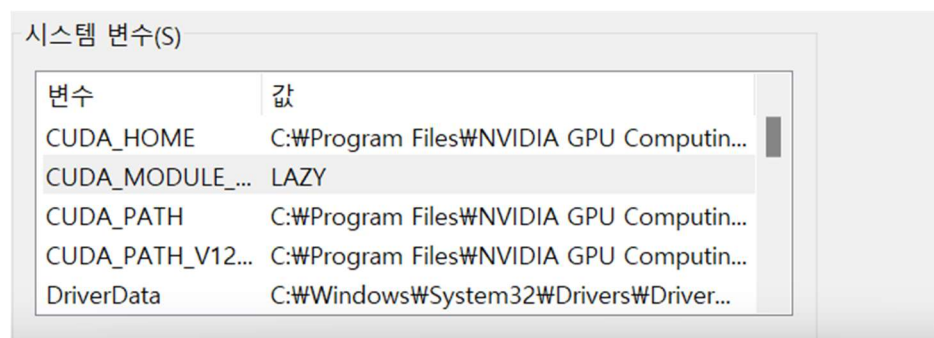 시스템 변수(S)
변수 값
CUDA_HOME C:₩Program Files₩NVIDIA GPU Computin...
CUDA_MODULE_... LAZY
CUDA_PATH C:₩Program Files₩NVIDIA GPU Computin...
CUDA_PATH_V12... C:₩Program Files₩NVIDIA GPU Computin...
DriverData C:₩Windows₩System32₩Drivers₩Driver...